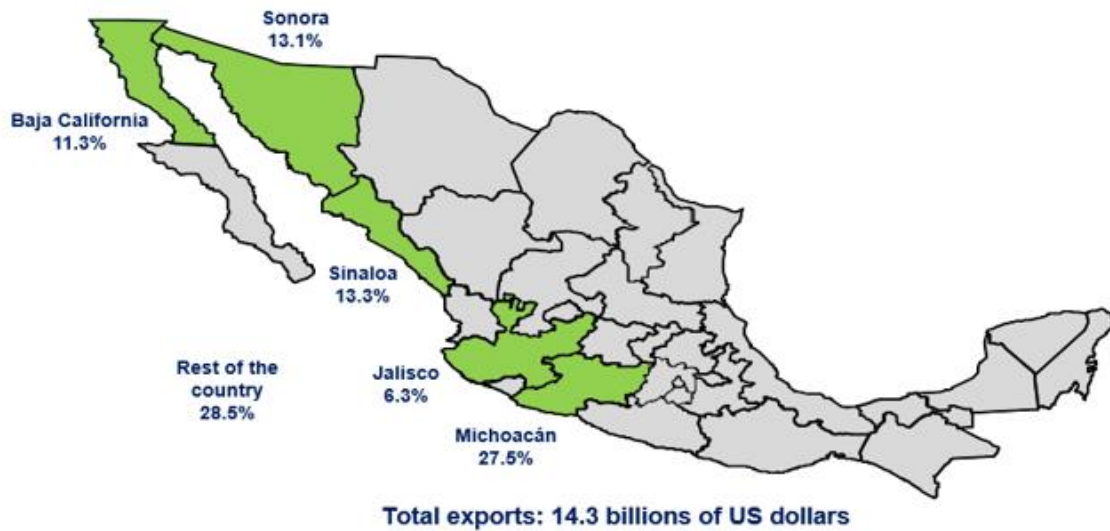 Sonora
13.1%
Baja California
11.3%
Sinaloa
13.3%
Rest of the
country
28.5%
Jalisco
6.3%
Michoacán
27.5%
Total exports: 14.3 billions of US dollars